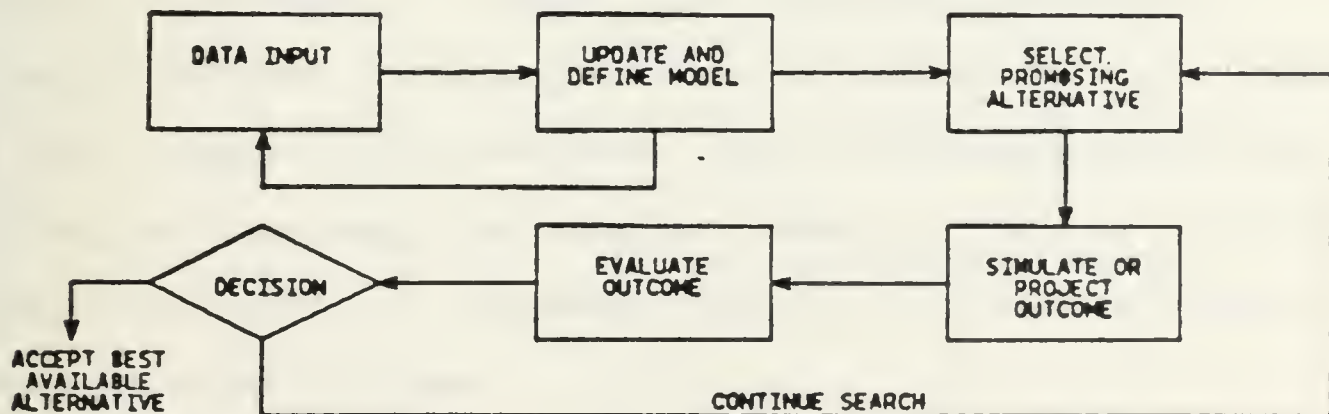 DATA INPUT
UPDATE AND
DEFINE MODEL
SELECT.
PROMISING
ALTERNATIVE
SIMULATE OR
PROJECT
OUTCOME
EVALUATE
OUTCOME
DECISION
ACCEPT BEST
AVAILABLE
ALTERNATIVE
CONTINUE SEARCH